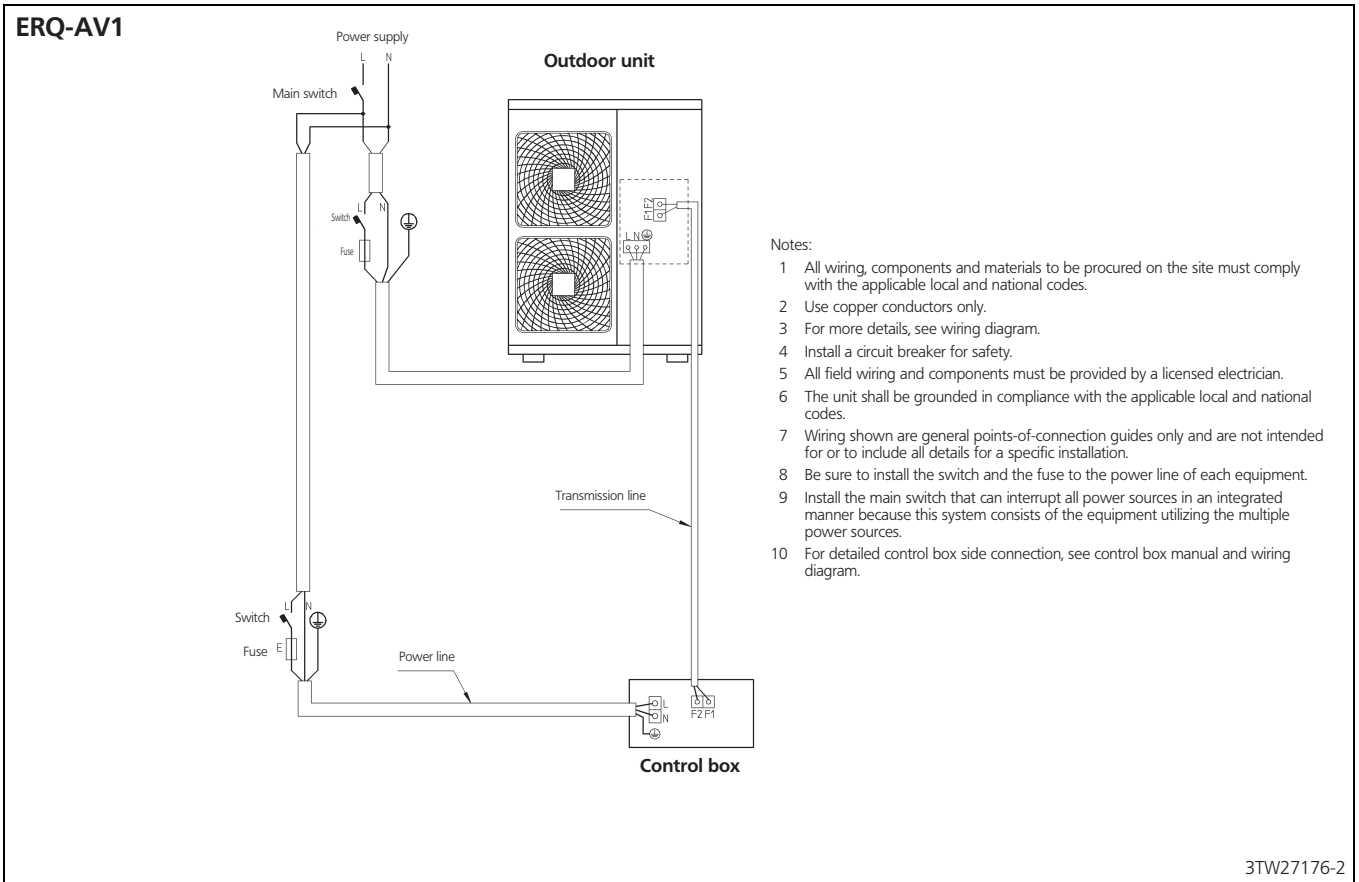 ERQ-AV1
Power supply
L N
Outdoor unit
Main switch
L N
Switch
Fuse
F1 F2
L N
Notes:
1 All wiring, components and materials to be procured on the site must comply
with the applicable local and national codes.
2 Use copper conductors only.
3 For more details, see wiring diagram.
4 Install a circuit breaker for safety.
5 All field wiring and components must be provided by a licensed electrician.
6 The unit shall be grounded in compliance with the applicable local and national
codes.
7 Wiring shown are general points-of-connection guides only and are not intended
for or to include all details for a specific installation.
8 Be sure to install the switch and the fuse to the power line of each equipment.
9 Install the main switch that can interrupt all power sources in an integrated
manner because this system consists of the equipment utilizing the multiple
power sources.
10 For detailed control box side connection, see control box manual and wiring
diagram.
Transmission line
L N
Switch
Fuse E
Power line
L
N
F2 F1
Control box
3TW27176-2